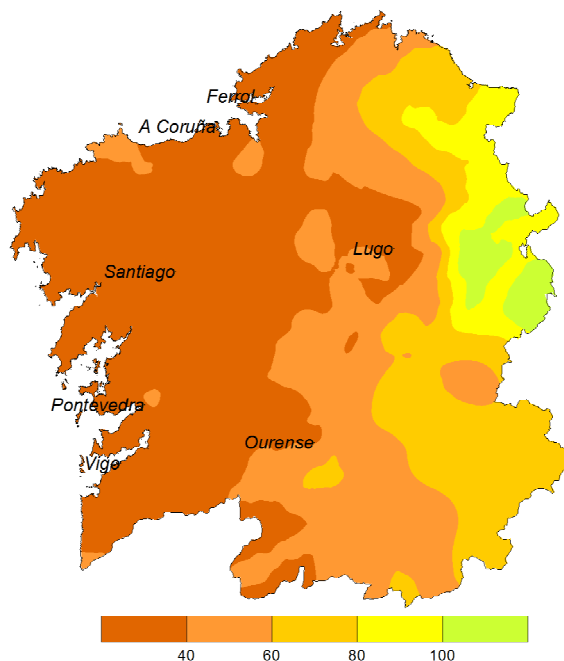 Ferrol
A Coruña
Lugo
Santiago
Pontevedra
Ourense
Vigo
40 60 80 100